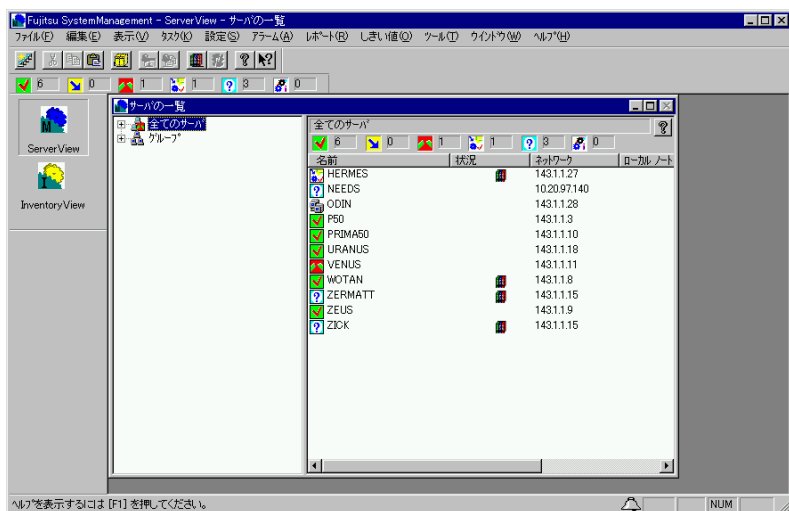 Fujitsu SystemManagement - ServerView - サーバの一覧
ファイル(F) 編集(E) 表示(V) タスク(K) 設定(S) アラーム(A) レポート(R) しきい値(O) ツール(T) ウインドウ(W) ヘルプ(H)
6 0 1 1 3 0
ServerView
InventoryView
サーバの一覧
全てのサーバ
グループ
全てのサーバ
6 0 1 1 3 0
名前 状況 ネットワーク ローカル ノート
HERMES 143.1.1.27
NEEDS 10.20.97.140
ODIN 143.1.1.28
P50 143.1.1.3
PRIMA50 143.1.1.10
URANUS 143.1.1.18
VENUS 143.1.1.11
WOTAN 143.1.1.8
ZERMATT 143.1.1.15
ZEUS 143.1.1.9
ZICK 143.1.1.15
ヘルプを表示するには [F1] を押してください。 NUM